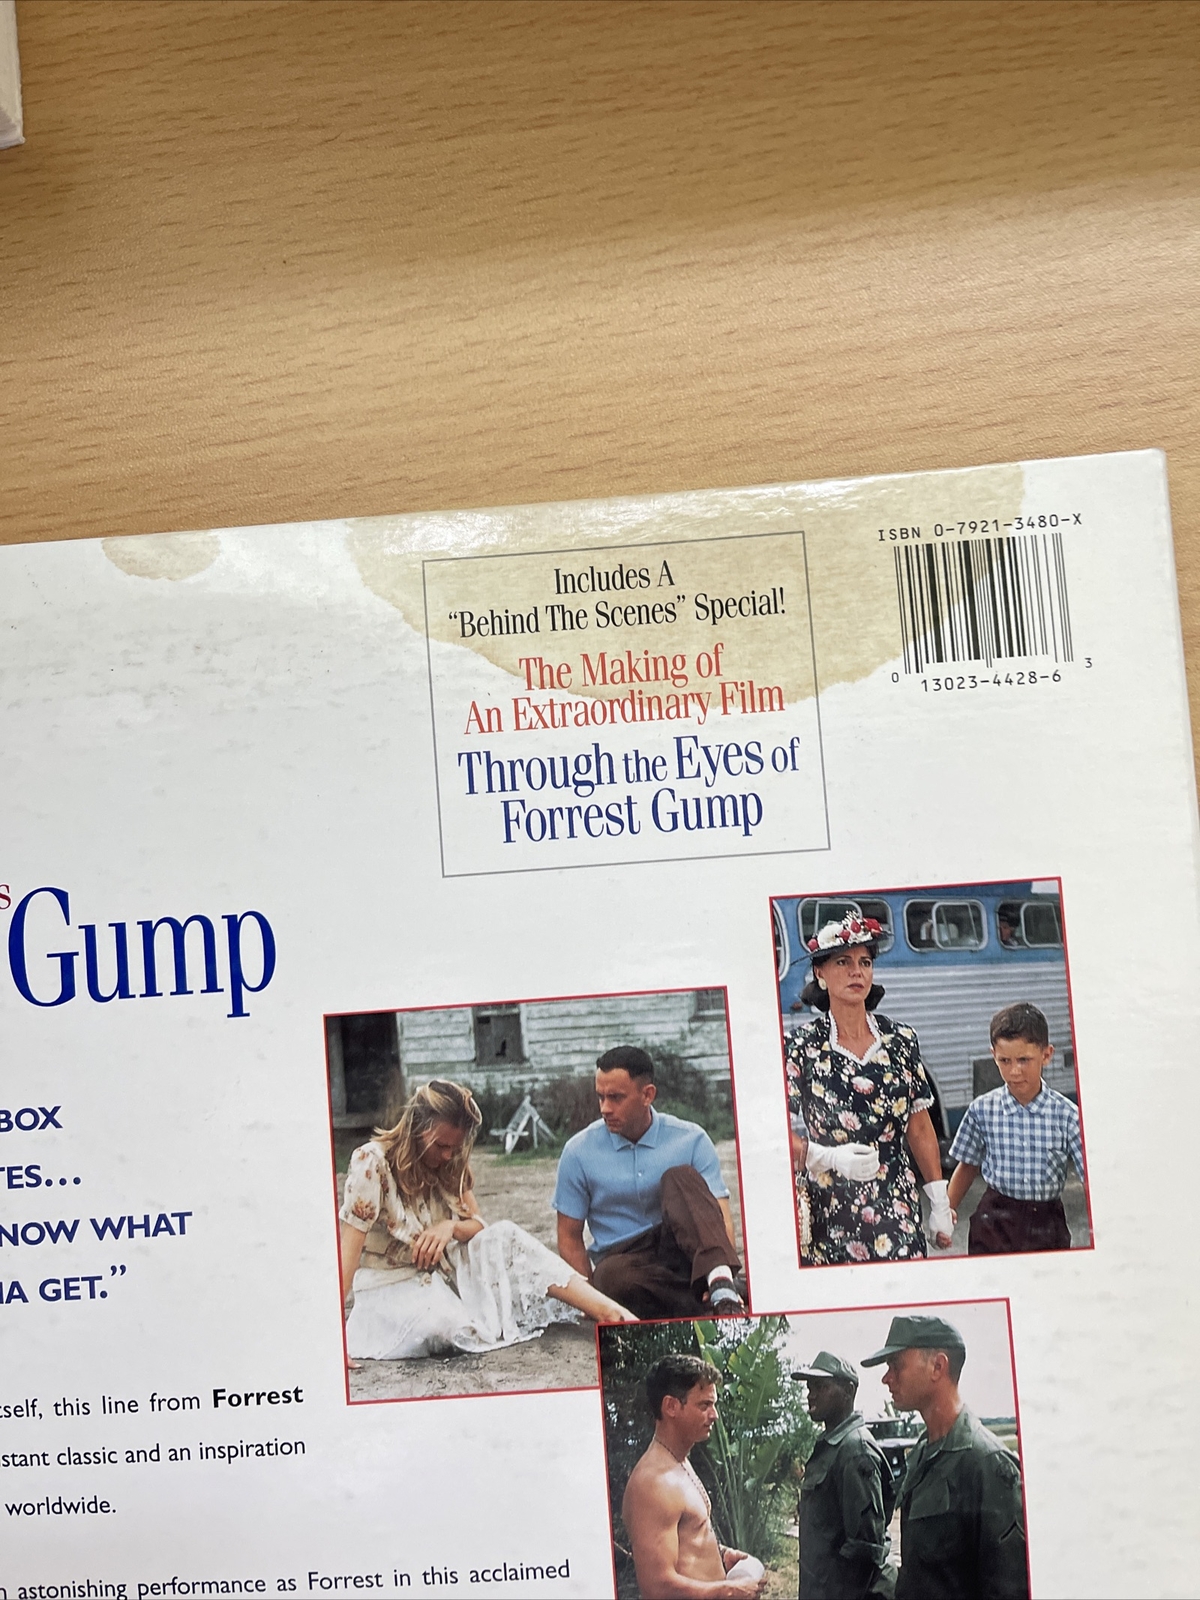 ISBN 0-7921-3480-X
0 13023-4428-6 3
Includes A
“Behind The Scenes” Special!
The Making of
An Extraordinary Film
Through the Eyes of
Forrest Gump
Gump
BOX
TES...
NOW WHAT
NA GET.”
tself, this line from Forrest
stant classic and an inspiration
worldwide.
astonishing performance as Forrest in this acclaimed